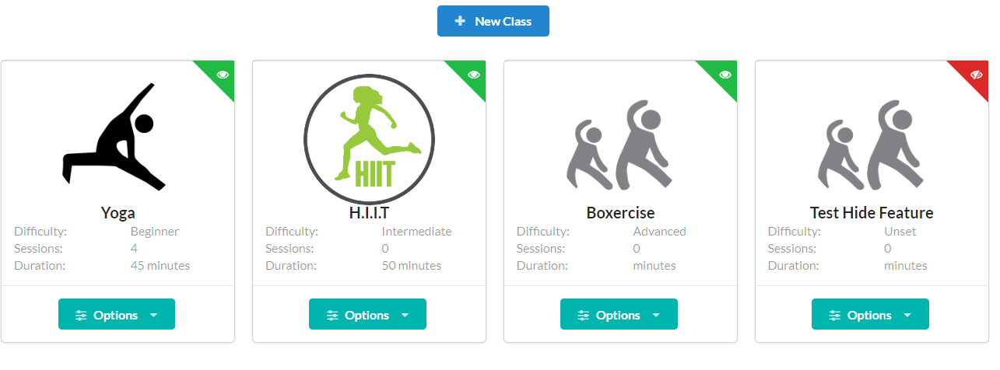 New Class
HIIT
Yoga
Difficulty: Beginner
Sessions: 4
Duration: 45 minutes
Options
H.I.I.T
Difficulty: Intermediate
Sessions: 0
Duration: 50 minutes
Options
Boxercise
Difficulty: Advanced
Sessions: 0
Duration: minutes
Options
Test Hide Feature
Difficulty: Unset
Sessions: 0
Duration: minutes
Options